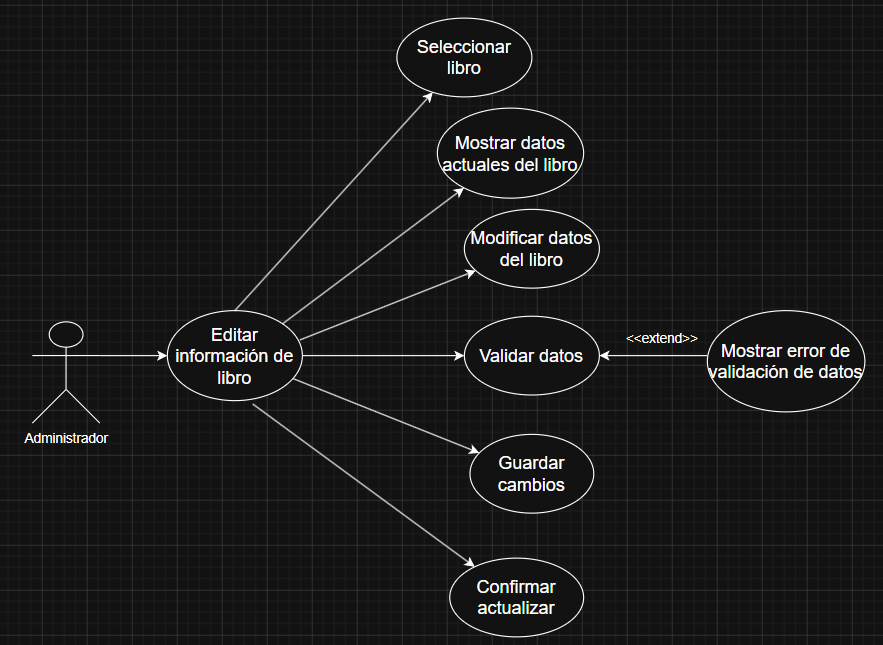 Seleccionar
libro
Mostrar datos
actuales del libro
Modificar datos
del libro
Editar
información de
libro
Validar datos
<<extend>>
Mostrar error de
validación de datos
Administrador
Guardar
cambios
Confirmar
actualizar